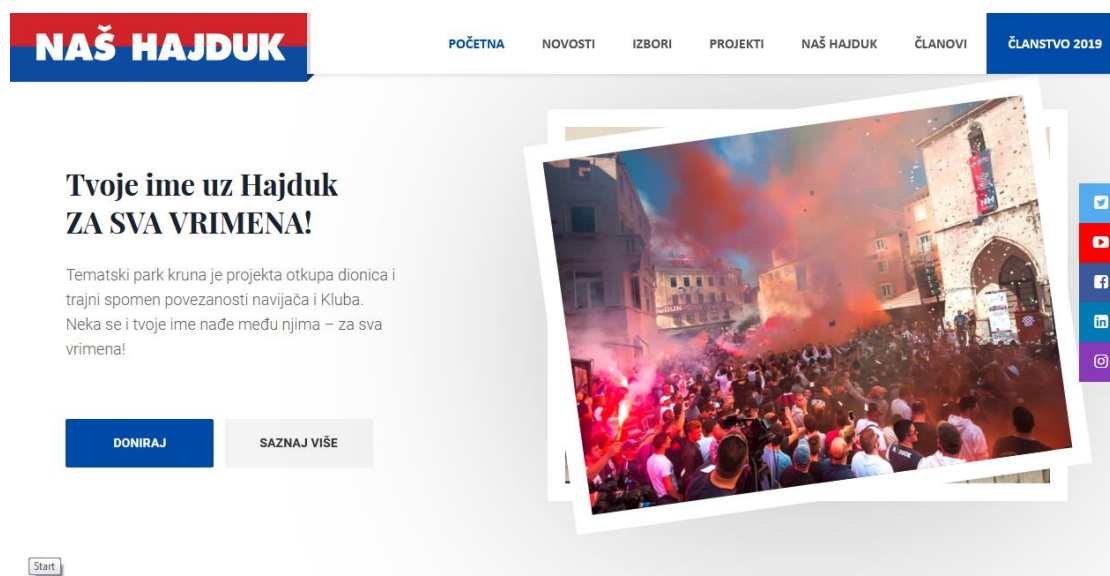 NAŠ HAJDUK
POČETNA NOVOSTI IZBORI PROJEKTI NAŠ HAJDUK ČLANOVI ČLANSTVO 2019
Tvoje ime uz Hajduk
ZA SVA VRIMENA!
Tematski park kruna je projekta otkupa dionica i
trajni spomen povezanosti navijača i Kluba.
Neka se i tvoje ime nađe među njima – za sva
vrimena!
DONIRAJ SAZNAJ VIŠE
NH
Start